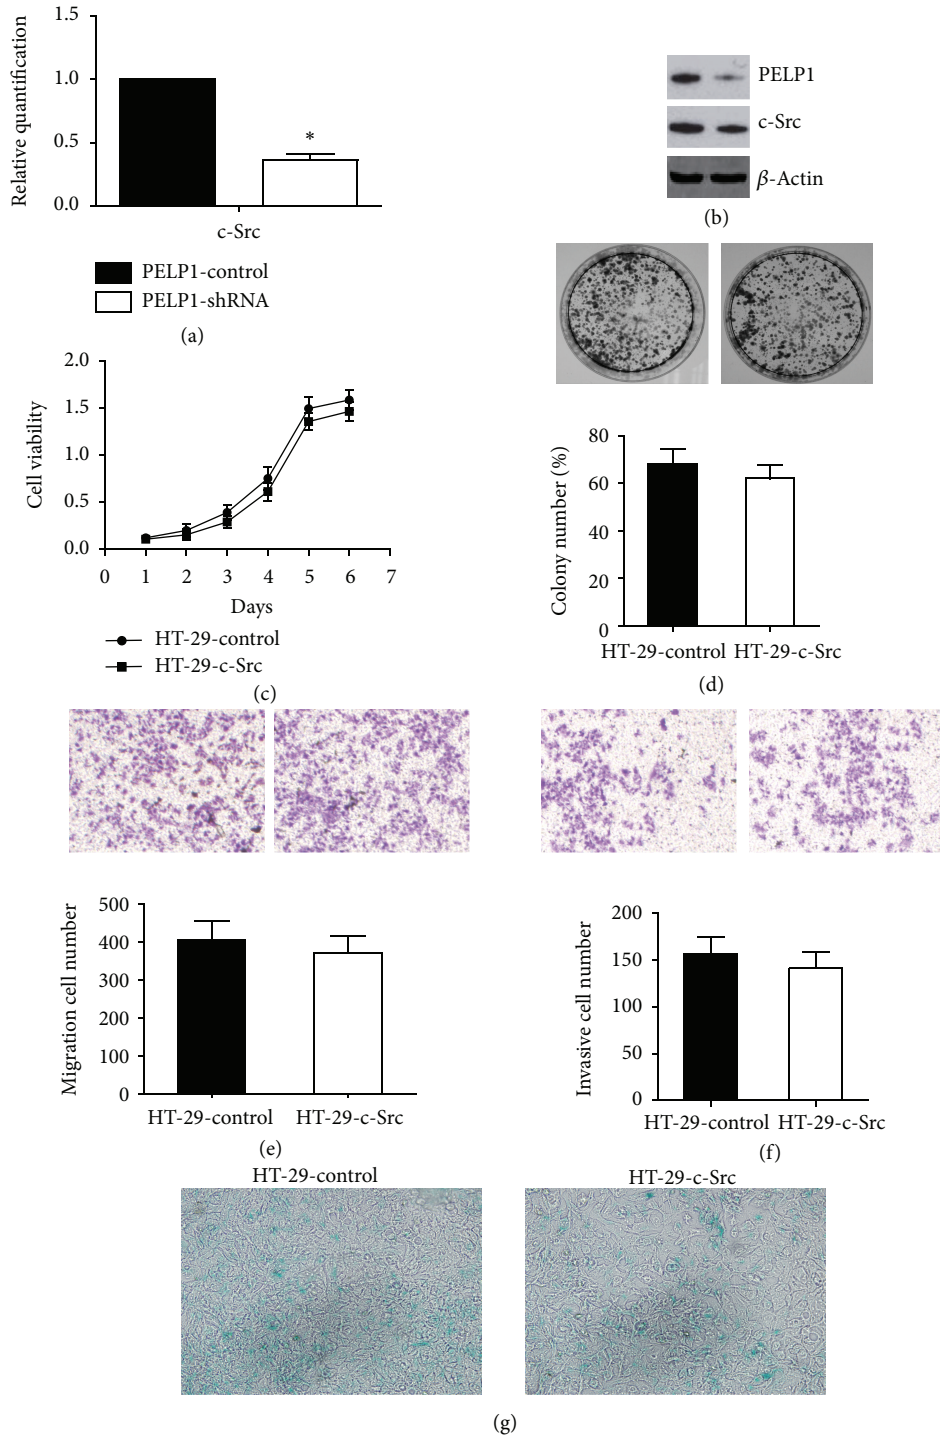 1.5
1.0
0.5
0.0
Relative quantification
*
c-Src
PELP1-control
PELP1-shRNA
(a)
PELP1
c-Src
β-Actin
(b)
2.0
1.5
1.0
0.5
0.0
Cell viability
0 1 2 3 4 5 6 7
Days
HT-29-control
HT-29-c-Src
(c)
80
60
40
20
0
Colony number (%)
HT-29-control HT-29-c-Src
(d)
500
400
300
200
100
0
Migration cell number
HT-29-control HT-29-c-Src
(e)
200
150
100
50
0
Invasive cell number
HT-29-control HT-29-c-Src
(f)
HT-29-control HT-29-c-Src
(g)